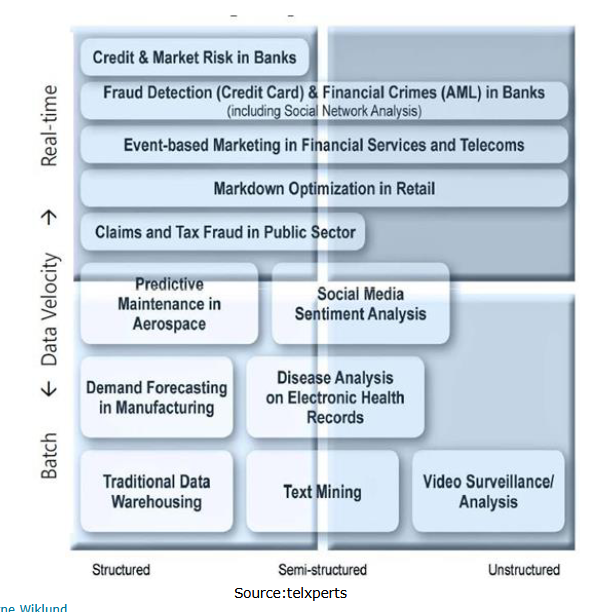 Credit & Market Risk in Banks
Fraud Detection (Credit Card) & Financial Crimes (AML) in Banks
(including Social Network Analysis)
Event-based Marketing in Financial Services and Telecoms
Markdown Optimization in Retail
Claims and Tax Fraud in Public Sector
Predictive
Maintenance in
Aerospace
Social Media
Sentiment Analysis
Demand Forecasting
in Manufacturing
Disease Analysis
on Electronic Health
Records
Traditional Data
Warehousing
Text Mining
Video Surveillance/
Analysis
Batch ← Data Velocity → Real-time
Structured
Semi-structured
Unstructured
Source:telxperts
ne Wiklund